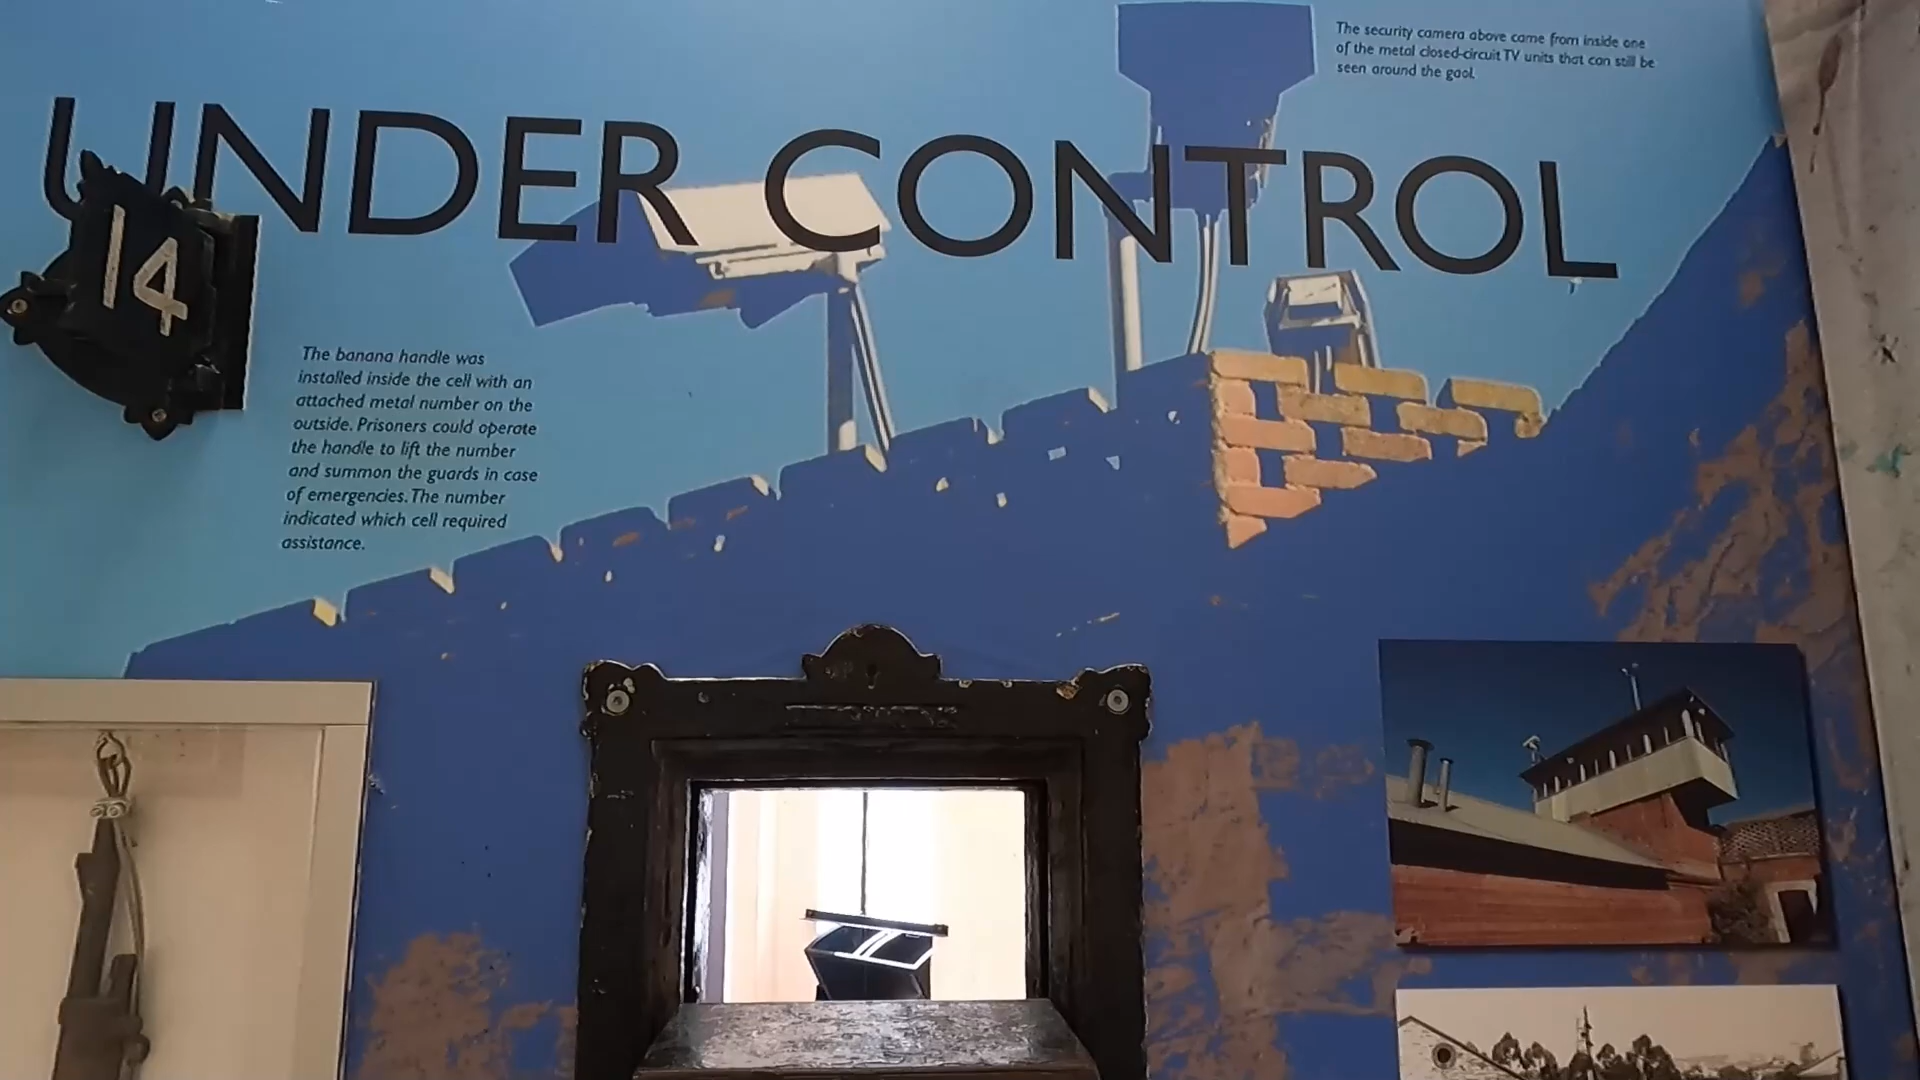 The security camera above came from inside one
of the metal closed-circuit TV units that can still be
seen around the gaol.
UNDER CONTROL
14
The banana handle was
installed inside the cell with an
attached metal number on the
outside. Prisoners could operate
the handle to lift the number
and summon the guards in case
of emergencies. The number
indicated which cell required
assistance.